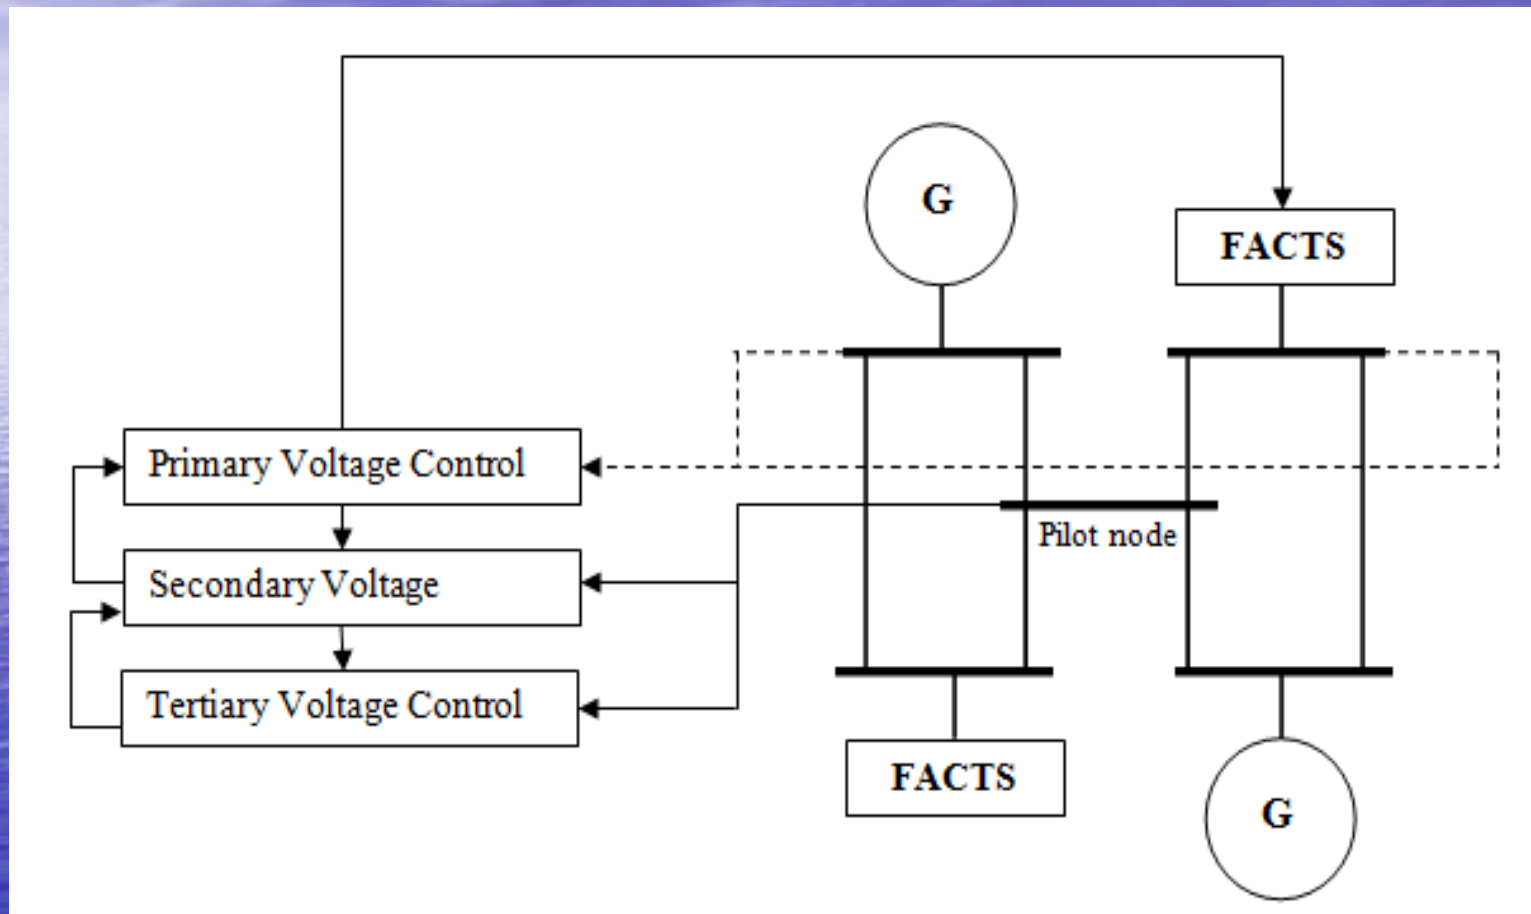 G
FACTS
Primary Voltage Control
Pilot node
Secondary Voltage
Tertiary Voltage Control
FACTS
G